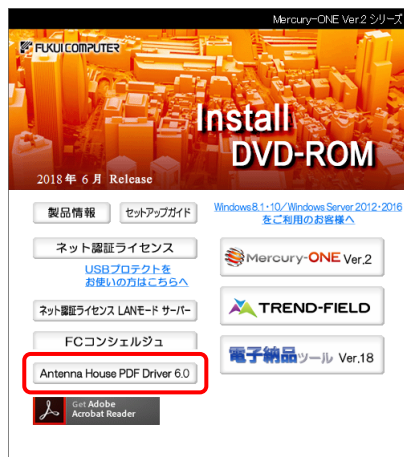 Mercury-ONE Ver.2 シリーズ
FUKUI COMPUTER
Install
DVD-ROM
2018年 6月 Release
製品情報
セットアップガイド
Windows8.1・10／Windows Server 2012・2016
をご利用のお客様へ
ネット認証ライセンス
USBプロテクトを
お使いの方はこちらへ
Mercury-ONE Ver.2
ネット認証ライセンス LANモード サーバー
TREND-FIELD
FCコンシェルジュ
電子納品ツール Ver.18
Antenna House PDF Driver 6.0
Get Adobe
Acrobat Reader